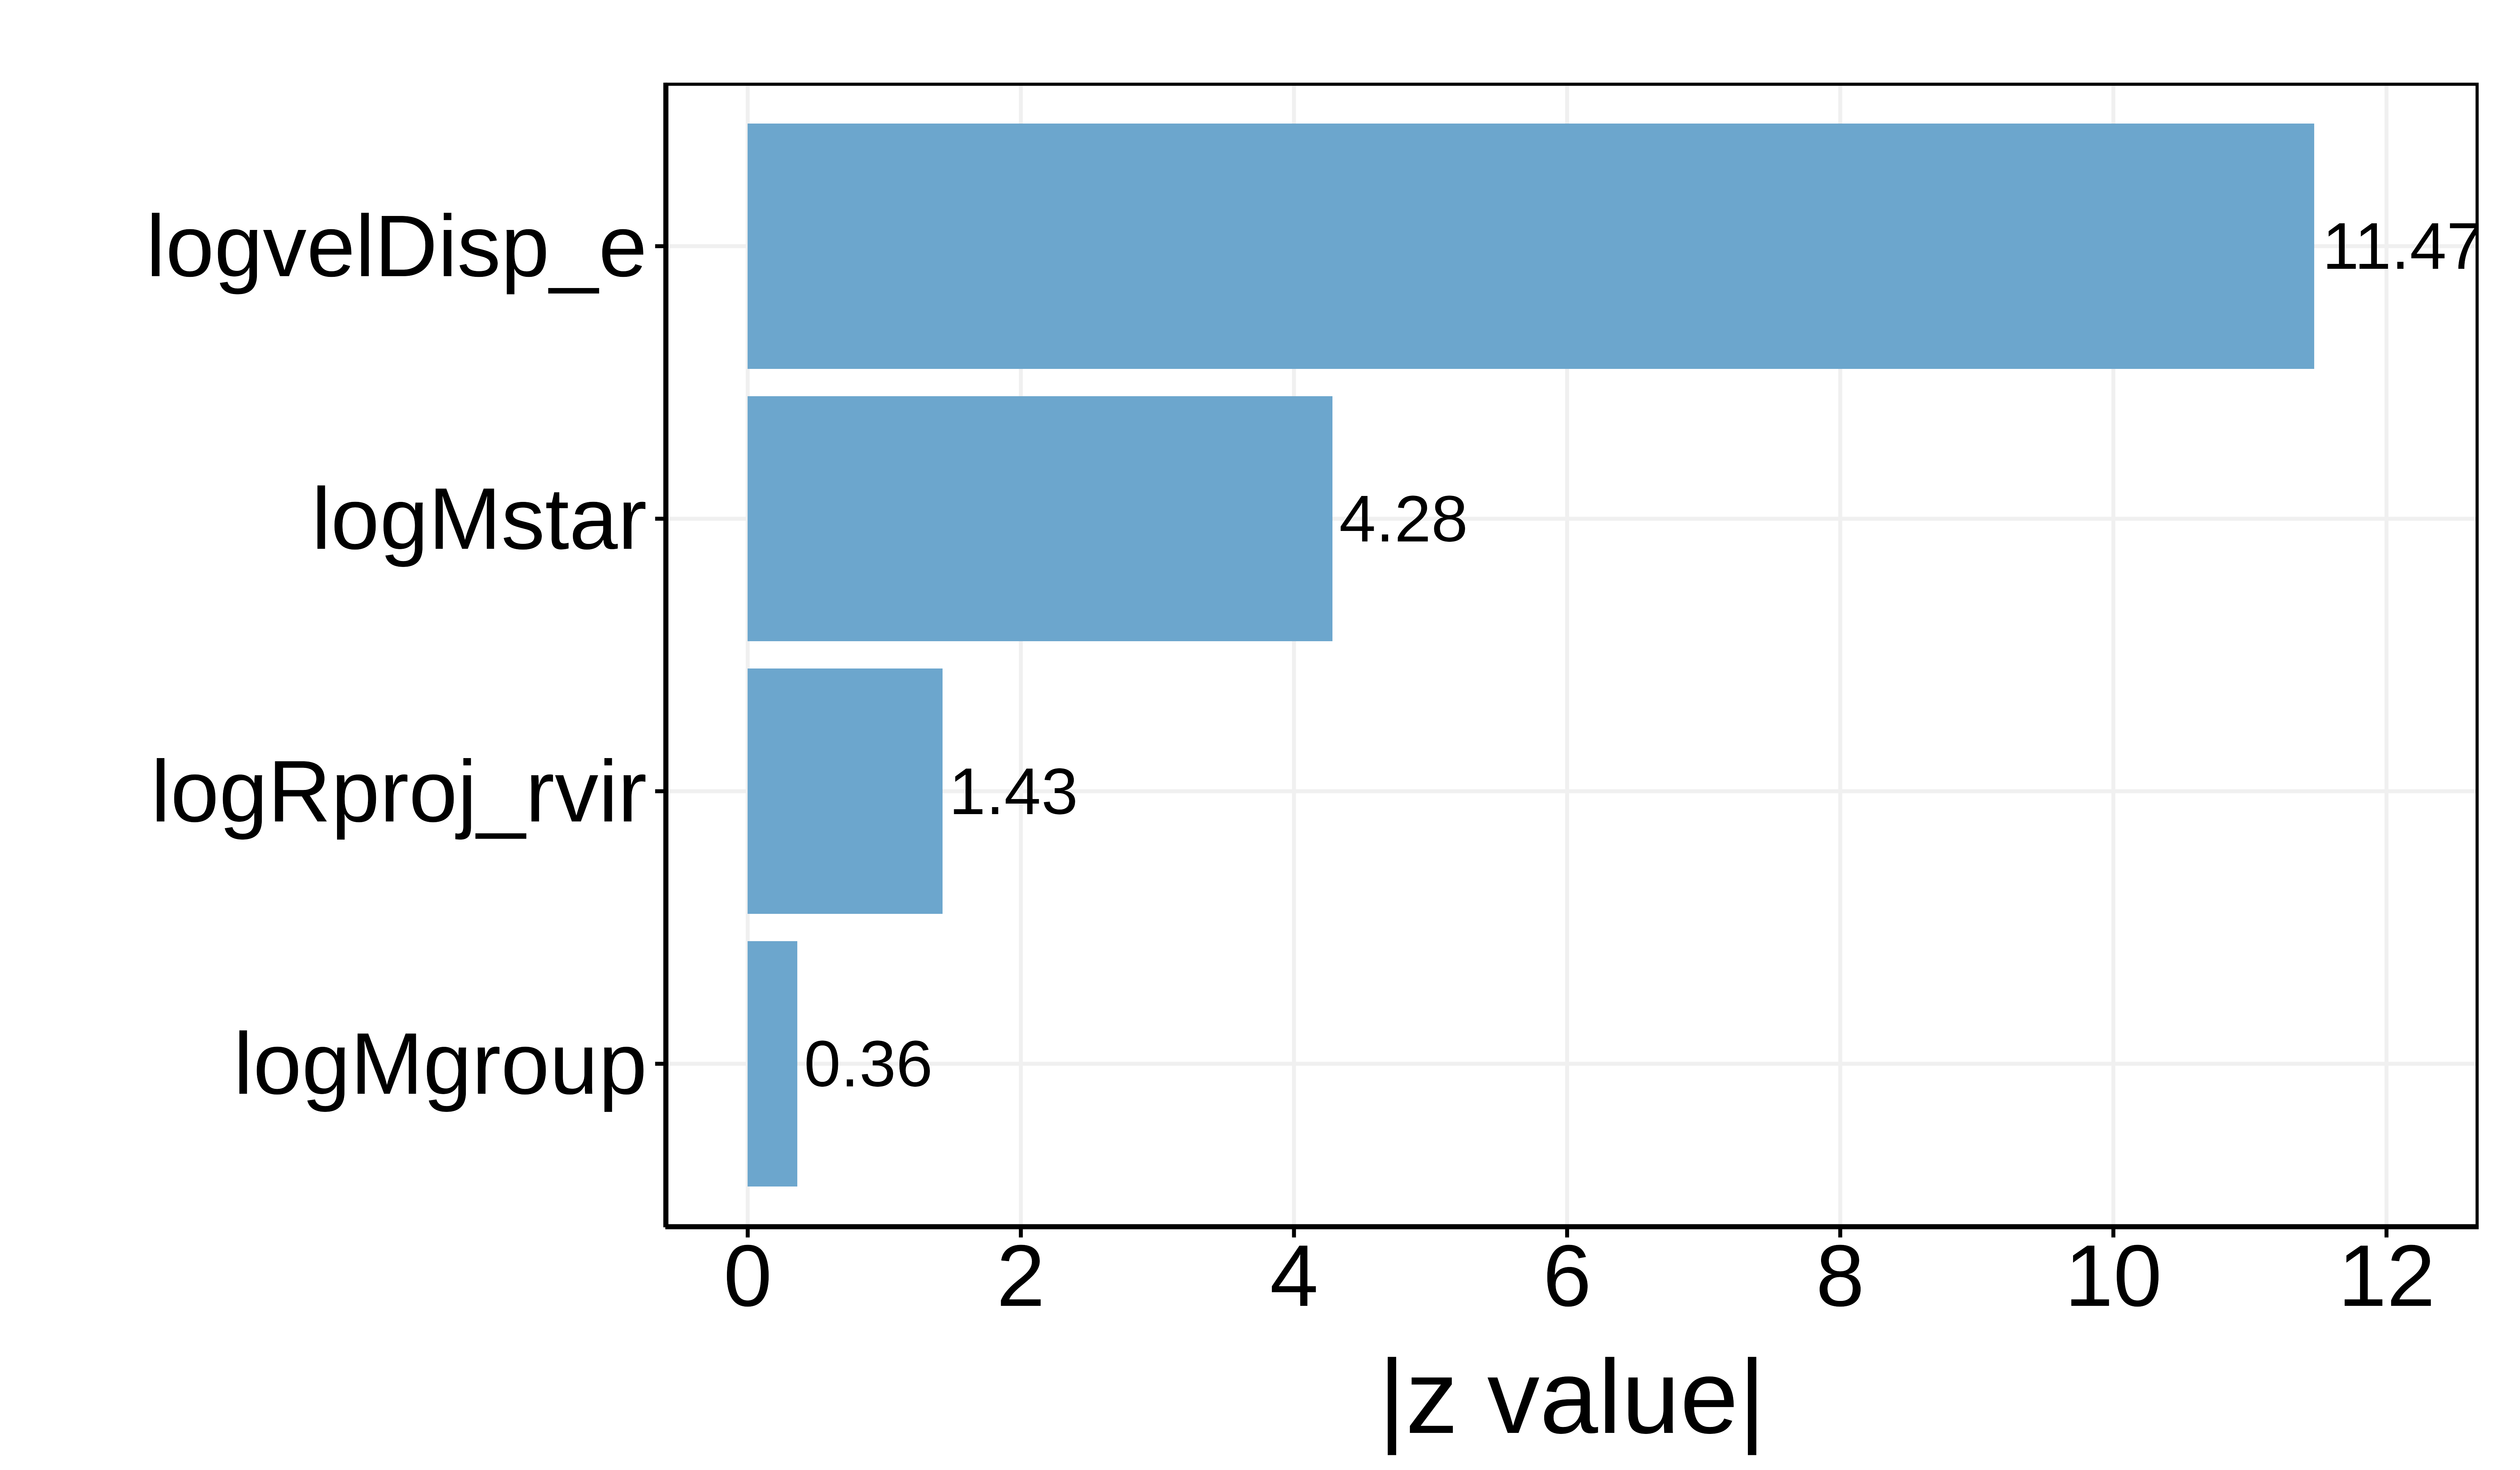 logvelDisp_e
11.47
logMstar
4.28
logRproj_rvir
1.43
logMgroup
0.36
0 2 4 6 8 10 12
|z value|